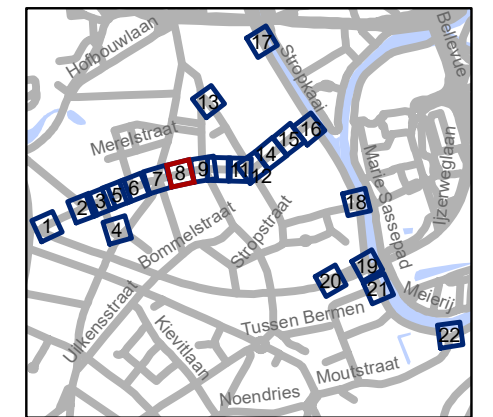 Hofbouwlaan
17
Stropkaai
Bellevue
13
Merelstraat
16
15
14
12
11
9
8
7
6
5
3
2
1
4
Marie Sassepad
Ijzerweglaan
18
Bommelstraat
Stropstraat
19
20
21
Meierij
22
Uilkensstraat
Kievitlaan
Tussen Bermen
Moutstraat
Noendries